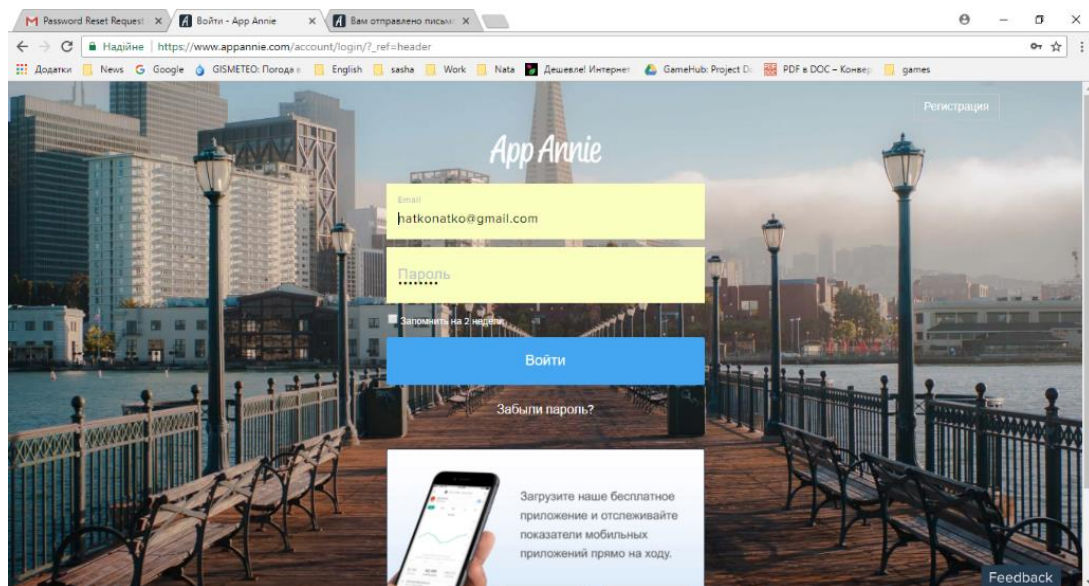 Password Reset Request
Войти - App Annie
Вам отправлено письмо
Надійне | https://www.appannie.com/account/login/?_ref=header
Додатки News Google GISMETEO: Погода в English sasha Work Nata Дешевле! Интернет GameHub: Project Do PDF в DOC – Конвер games
Регистрация
App Annie
Email
natkonatko@gmail.com
Пароль
Запомнить на 2 недели
Войти
Забыли пароль?
Загрузите наше бесплатное
приложение и отслеживайте
показатели мобильных
приложений прямо на ходу.
Feedback